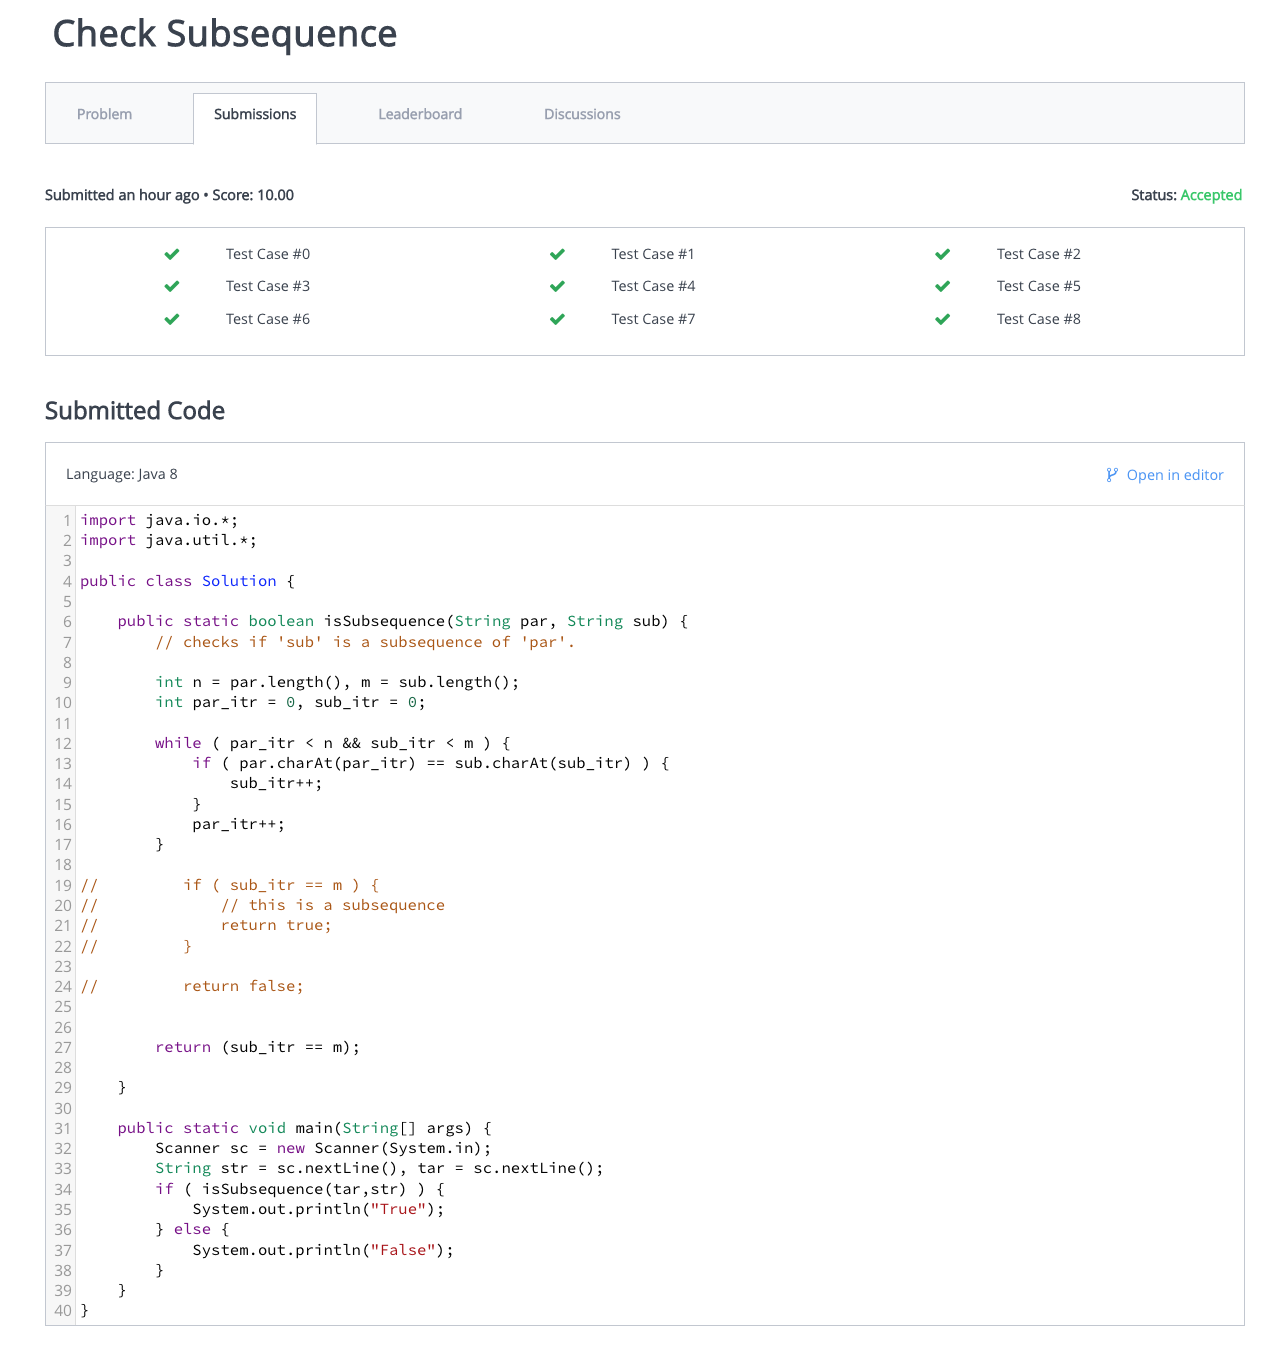 Check Subsequence
Problem Submissions Leaderboard Discussions
Submitted an hour ago • Score: 10.00 Status: Accepted
Test Case #0 Test Case #1 Test Case #2
Test Case #3 Test Case #4 Test Case #5
Test Case #6 Test Case #7 Test Case #8
Submitted Code
Language: Java 8 Open in editor
1 import java.io.*;
2 import java.util.*;
3
4 public class Solution {
5
6     public static boolean isSubsequence(String par, String sub) {
7         // checks if 'sub' is a subsequence of 'par'.
8
9         int n = par.length(), m = sub.length();
10         int par_itr = 0, sub_itr = 0;
11
12         while ( par_itr < n && sub_itr < m ) {
13             if ( par.charAt(par_itr) == sub.charAt(sub_itr) ) {
14                 sub_itr++;
15             }
16             par_itr++;
17         }
18
19 //         if ( sub_itr == m ) {
20 //             // this is a subsequence
21 //             return true;
22 //         }
23
24 //         return false;
25
26
27         return (sub_itr == m);
28
29     }
30
31     public static void main(String[] args) {
32         Scanner sc = new Scanner(System.in);
33         String str = sc.nextLine(), tar = sc.nextLine();
34         if ( isSubsequence(tar,str) ) {
35             System.out.println("True");
36         } else {
37             System.out.println("False");
38         }
39     }
40 }